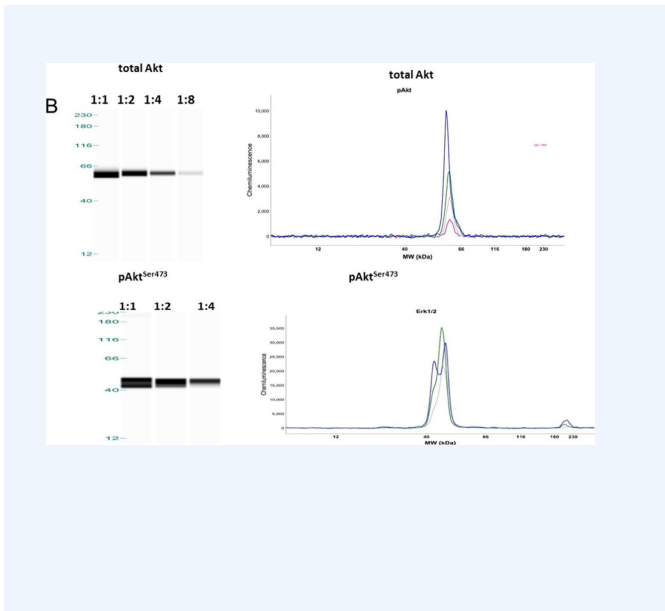 total Akt
B
1:1 1:2 1:4 1:8
230
180
116
66
40
12
total Akt
pAkt
10,000
8,000
6,000
4,000
2,000
0
Chemiluminescence
12 40 66 116 180 230
MW (kDa)
pAktSer473
1:1 1:2 1:4
230
180
116
66
40
12
pAktSer473
Erk1/2
35,000
30,000
25,000
20,000
15,000
10,000
5,000
0
Chemiluminescence
12 40 66 116 180 230
MW (kDa)